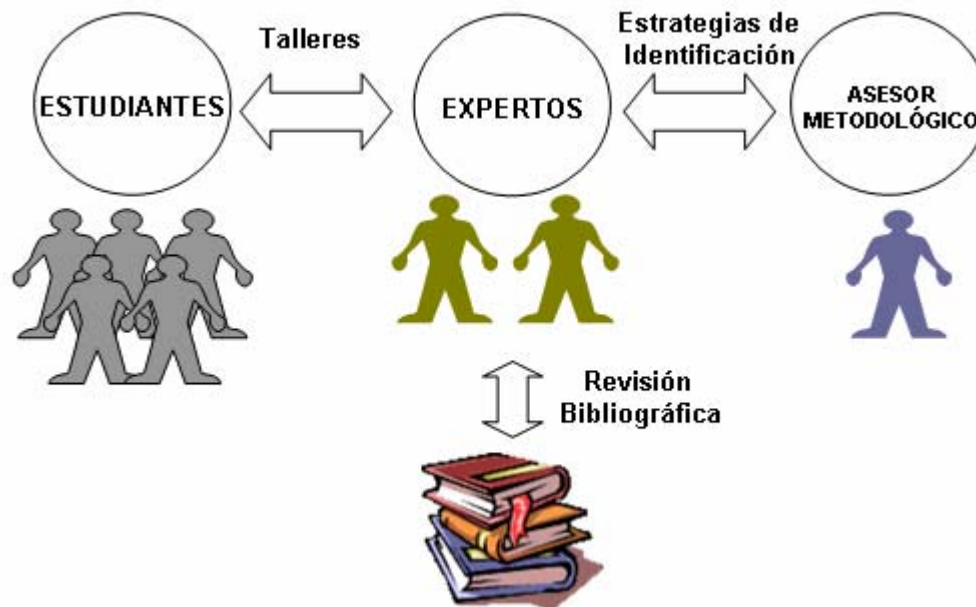 Talleres
Estrategias de
Identificación
ESTUDIANTES
EXPERTOS
ASESOR
METODOLÓGICO
Revisión
Bibliográfica